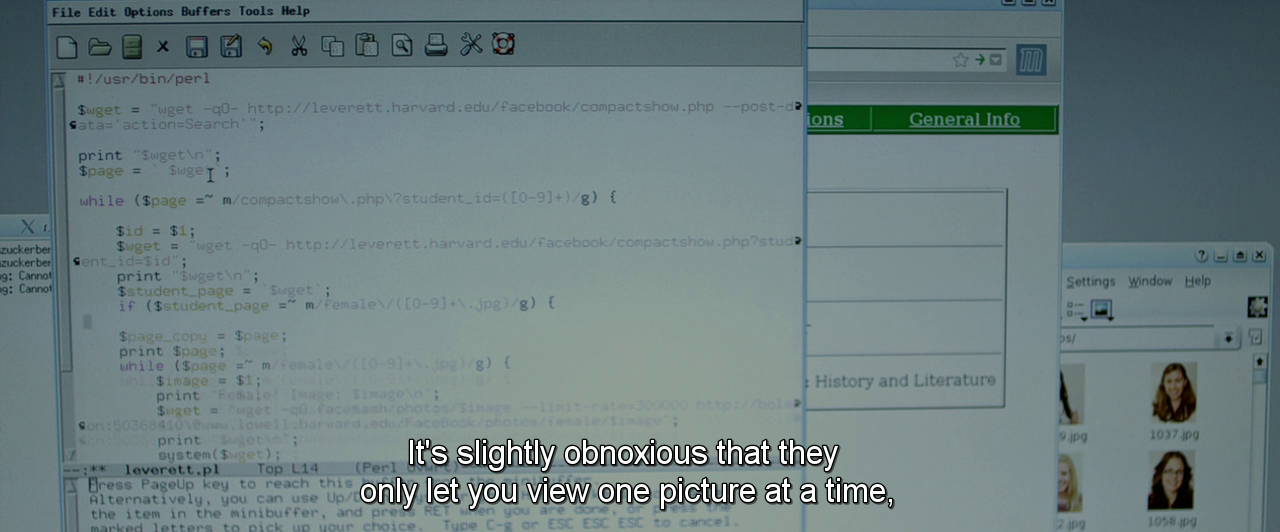 File Edit Options Buffers Tools Help
#!/usr/bin/perl
$wget = "wget -qO- http://leverett.harvard.edu/facebook/compactshow.php --post-d
ata='action=Search'";
print "$wget\n";
$page = ` $wget`;
while ($page =~ m/compactshow\.php\?student_id=([0-9]+)/g) {
$id = $1;
$wget = "wget -qO- http://leverett.harvard.edu/facebook/compactshow.php?stud
ent_id=$id";
print "$wget\n";
$student_page = `$wget`;
if ($student_page =~ m/female\/([0-9]+\.jpg)/g) {
$page_copy = $page;
print $page;
while ($page =~ m/female\/([0-9]+\.jpg)/g) {
$image = $1;
print "Female! Image: $image\n";
$wget = "wget -qO facemash/photos/$image --limit-rate=300000 http://
www.lowell.harvard.edu/FaceBook/photos/female/$image";
print "$wget\n";
system($wget);
--:** leverett.pl Top L14 (Perl
Press PageUp key to reach this
Alternatively, you can use Up/
the item in the minibuffer, and press RET when you are done, or press the
marked letters to pick up your choice. Type C-g or ESC ESC ESC to cancel.
ions General Info
: History and Literature
zuckerber
zuckerber
g: Cannot
g: Cannot
Settings Window Help
os/
9.jpg 1037.jpg
2.jpg 1058.jpg
It's slightly obnoxious that they
only let you view one picture at a time,